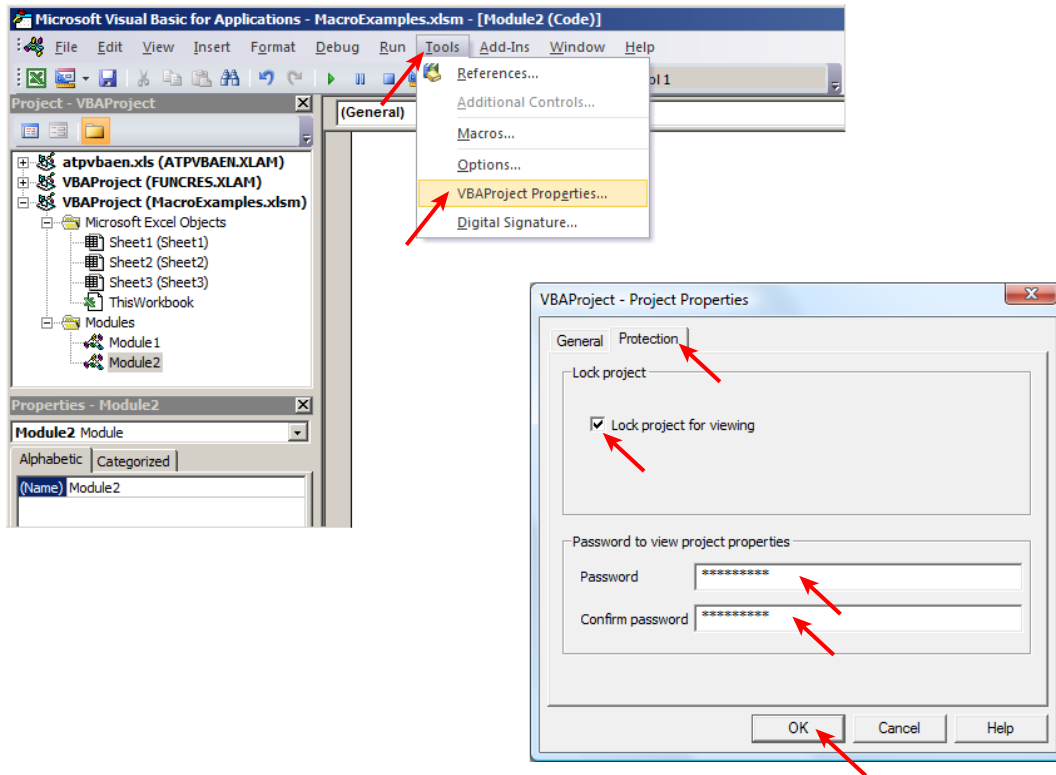 Microsoft Visual Basic for Applications - MacroExamples.xlsm - [Module2 (Code)]
File Edit View Insert Format Debug Run Tools Add-Ins Window Help
ol 1
Project - VBAProject
(General)
References...
Additional Controls...
Macros...
Options...
VBAProject Properties...
Digital Signature...
atpvbaen.xls (ATPVBAEN.XLAM)
VBAProject (FUNCRES.XLAM)
VBAProject (MacroExamples.xlsm)
Microsoft Excel Objects
Sheet1 (Sheet1)
Sheet2 (Sheet2)
Sheet3 (Sheet3)
ThisWorkbook
Modules
Module1
Module2
Properties - Module2
Module2 Module
Alphabetic Categorized
(Name) Module2
VBAProject - Project Properties
General Protection
Lock project
Lock project for viewing
Password to view project properties
Password *********
Confirm password *********
OK Cancel Help